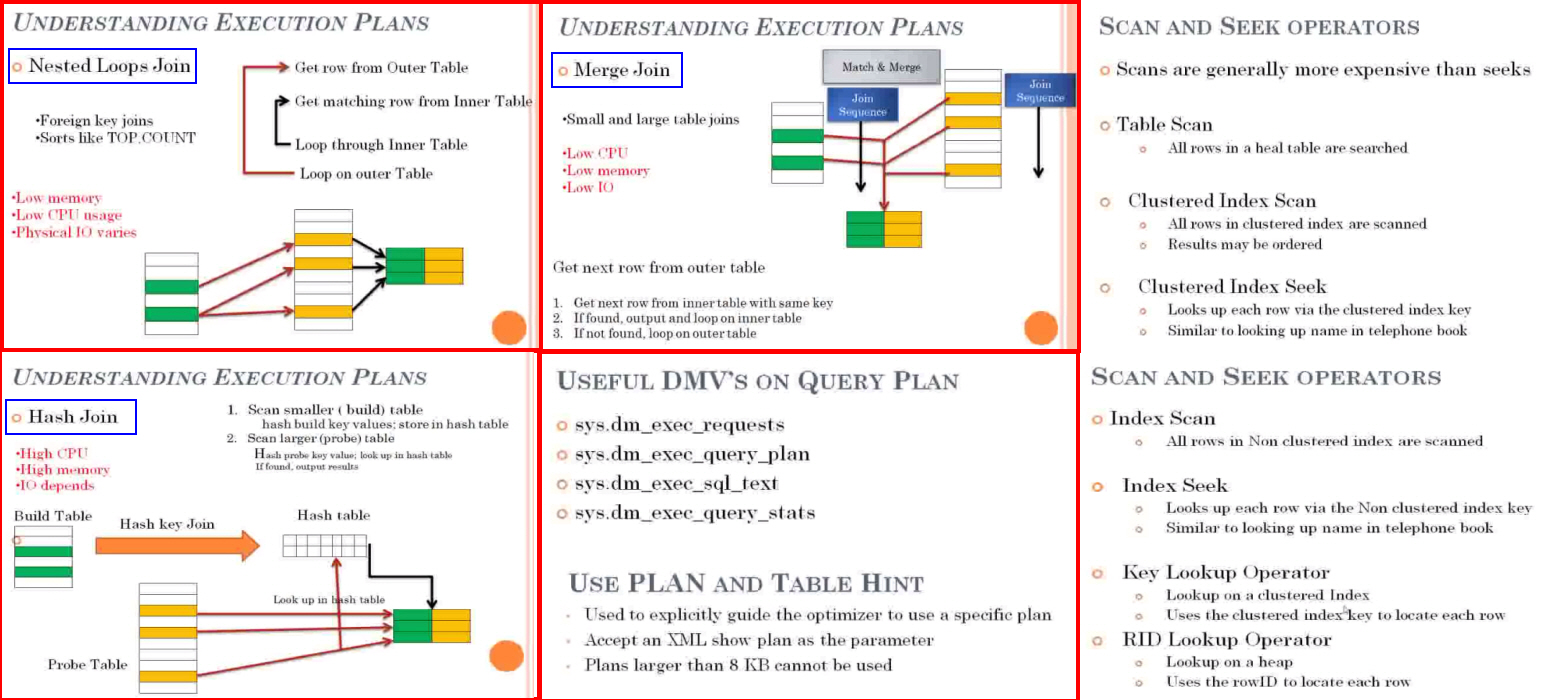 UNDERSTANDING EXECUTION PLANS
Nested Loops Join
Get row from Outer Table
Get matching row from Inner Table
•Foreign key joins
•Sorts like TOP,COUNT
Loop through Inner Table
Loop on outer Table
•Low memory
•Low CPU usage
•Physical IO varies
UNDERSTANDING EXECUTION PLANS
Merge Join
Match & Merge
Join
Sequence
Join
Sequence
•Small and large table joins
•Low CPU
•Low memory
•Low IO
Get next row from outer table
1. Get next row from inner table with same key
2. If found, output and loop on inner table
3. If not found, loop on outer table
SCAN AND SEEK OPERATORS
Scans are generally more expensive than seeks
Table Scan
All rows in a heal table are searched
Clustered Index Scan
All rows in clustered index are scanned
Results may be ordered
Clustered Index Seek
Looks up each row via the clustered index key
Similar to looking up name in telephone book
UNDERSTANDING EXECUTION PLANS
Hash Join
1. Scan smaller ( build) table
hash build key values; store in hash table
2. Scan larger (probe) table
Hash probe key value; look up in hash table
If found, output results
•High CPU
•High memory
•IO depends
Build Table
Hash key Join
Hash table
Look up in hash table
Probe Table
USEFUL DMV'S ON QUERY PLAN
sys.dm_exec_requests
sys.dm_exec_query_plan
sys.dm_exec_sql_text
sys.dm_exec_query_stats
USE PLAN AND TABLE HINT
Used to explicitly guide the optimizer to use a specific plan
Accept an XML show plan as the parameter
Plans larger than 8 KB cannot be used
SCAN AND SEEK OPERATORS
Index Scan
All rows in Non clustered index are scanned
Index Seek
Looks up each row via the Non clustered index key
Similar to looking up name in telephone book
Key Lookup Operator
Lookup on a clustered Index
Uses the clustered index key to locate each row
RID Lookup Operator
Lookup on a heap
Uses the rowID to locate each row